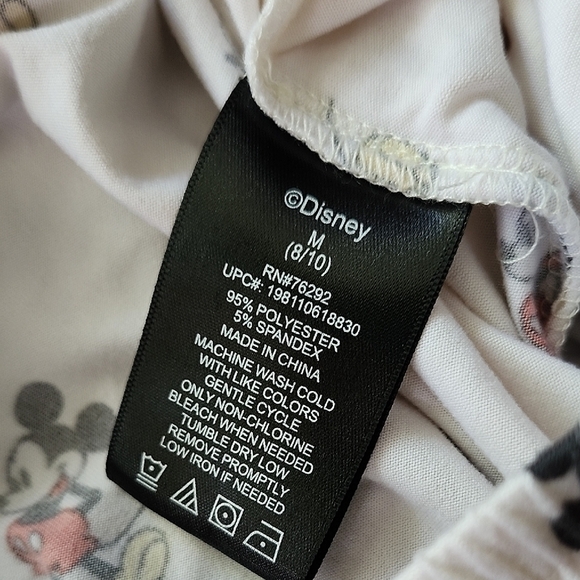 ©Disney
M
(8/10)
RN#76292
UPC#: 198110618830
95% POLYESTER
5% SPANDEX
MADE IN CHINA
MACHINE WASH COLD
WITH LIKE COLORS
GENTLE CYCLE
ONLY NON-CHLORINE
BLEACH WHEN NEEDED
TUMBLE DRY LOW
REMOVE PROMPTLY
LOW IRON IF NEEDED